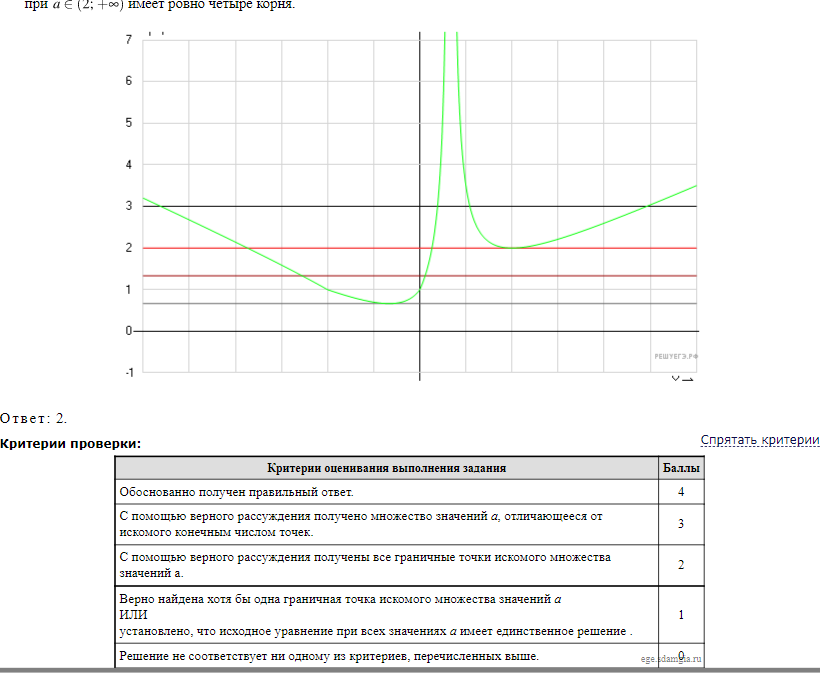 при a ∈ (2; +∞) имеет ровно четыре корня.
7
6
5
4
3
2
1
0
-1
РЕШУЕГЭ.РФ
Ответ: 2.
Критерии проверки:
Спрятать критерии
Критерии оценивания выполнения задания Баллы
Обоснованно получен правильный ответ. 4
С помощью верного рассуждения получено множество значений a, отличающееся от
искомого конечным числом точек. 3
С помощью верного рассуждения получены все граничные точки искомого множества
значений a. 2
Верно найдена хотя бы одна граничная точка искомого множества значений a
ИЛИ
установлено, что исходное уравнение при всех значениях a имеет единственное решение . 1
Решение не соответствует ни одному из критериев, перечисленных выше. 0
ege.sdamgia.ru